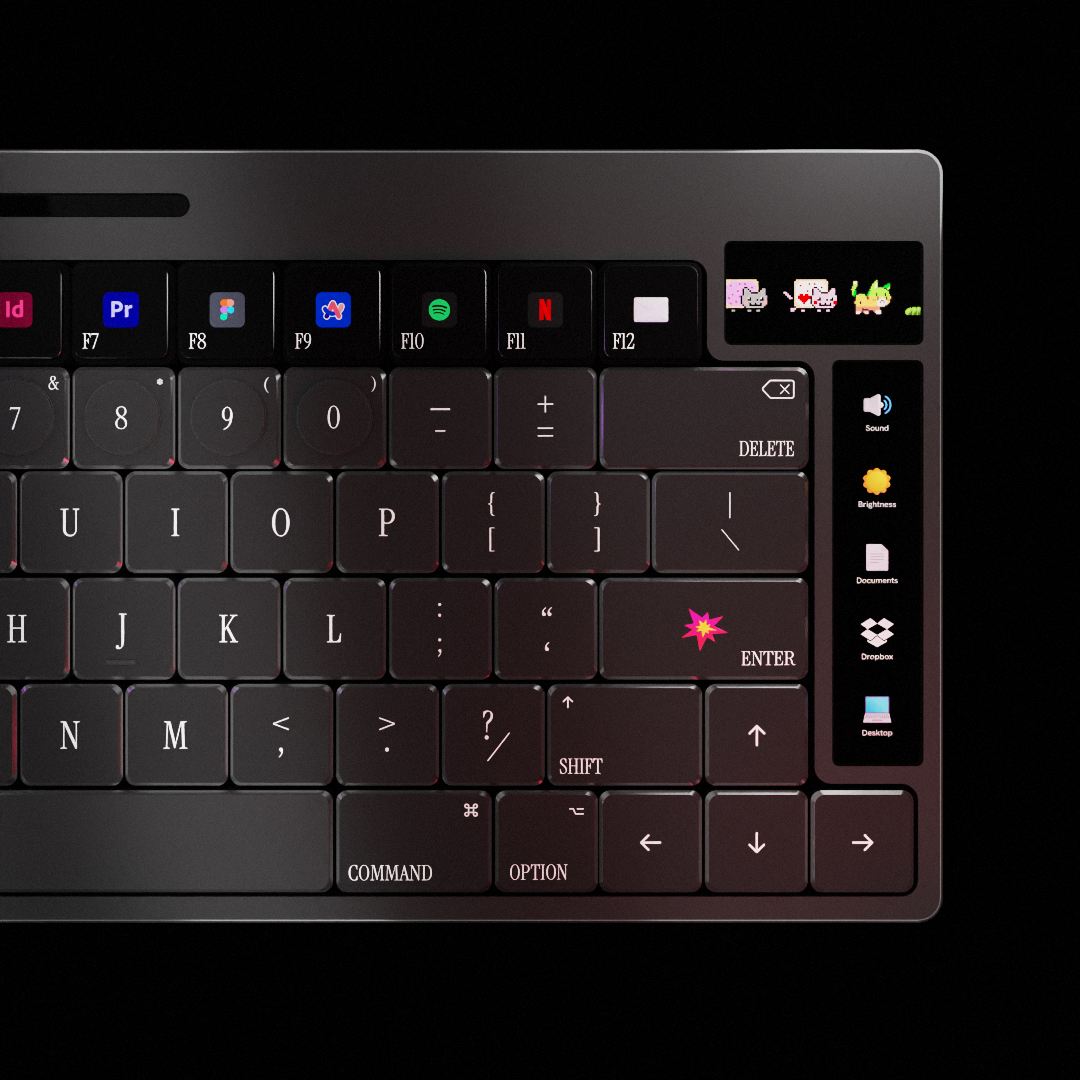 Id
Pr
N
F7
F8
F9
F10
F11
F12
&
*
(
)
7
8
9
0
—
-
+
=
DELETE
Sound
U
I
O
P
{
[
}
]
|
\
Brightness
Documents
H
J
K
L
:
;
“
‘
ENTER
Dropbox
N
M
<
,
>
.
?
/
↑
SHIFT
↑
Desktop
⌘
COMMAND
⌥
OPTION
←
↓
→